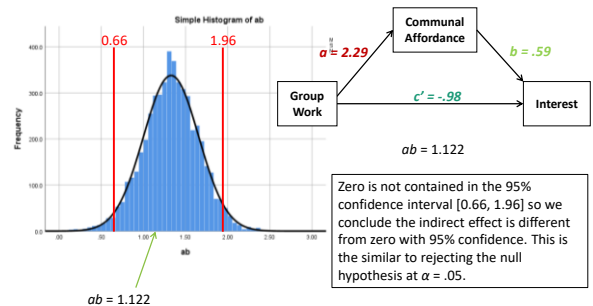 Simple Histogram of ab
0.66
1.96
400.0
300.0
200.0
100.0
.00
.00
.50
1.00
1.50
2.00
2.50
3.00
Frequency
ab
ab = 1.122
Communal
Affordance
a = 2.29
b = .59
Group
Work
c’ = -.98
Interest
ab = 1.122
Zero is not contained in the 95%
confidence interval [0.66, 1.96] so we
conclude the indirect effect is different
from zero with 95% confidence. This is
the similar to rejecting the null
hypothesis at α = .05.